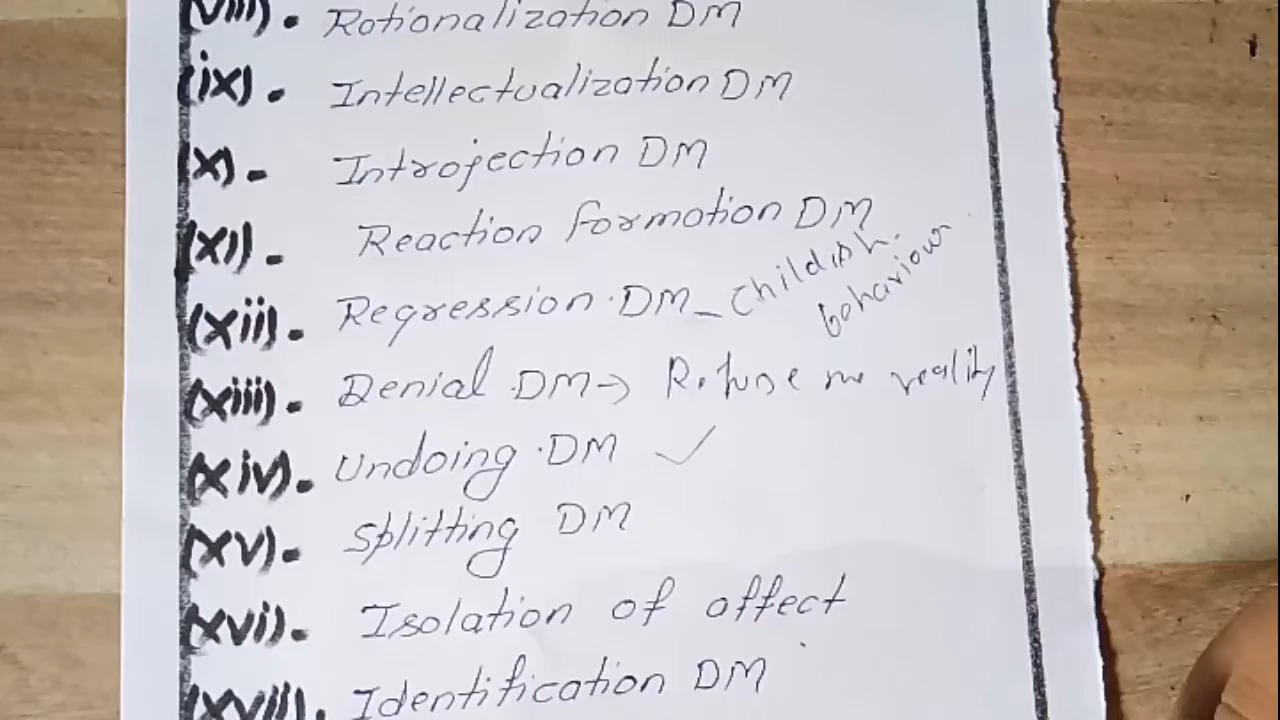 (viii). Rationalization DM
(ix). Intellectualization DM
(x). Introjection DM
(xi). Reaction formation DM
(xii). Regression DM - childish
behaviour
(xiii). Denial DM → Refuse reality
(xiv). Undoing DM ✓
(xv). Splitting DM
(xvi). Isolation of affect
(xvii). Identification DM